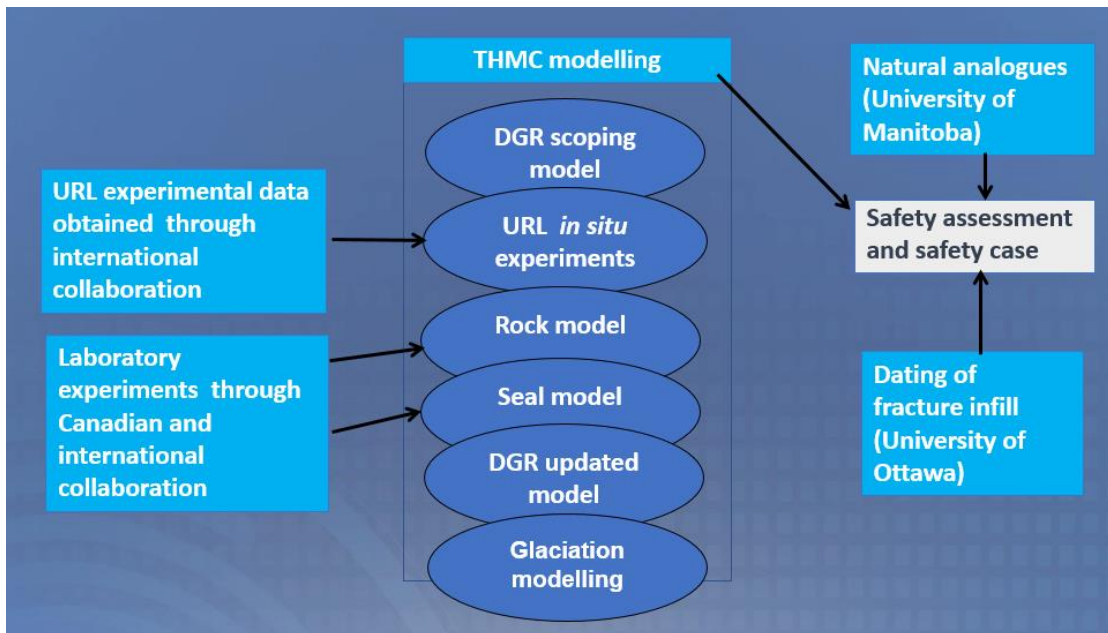 THMC modelling
DGR scoping
model
URL in situ
experiments
Rock model
Seal model
DGR updated
model
Glaciation
modelling
URL experimental data
obtained through
international
collaboration
Laboratory
experiments through
Canadian and
international
collaboration
Natural analogues
(University of
Manitoba)
Safety assessment
and safety case
Dating of
fracture infill
(University of
Ottawa)